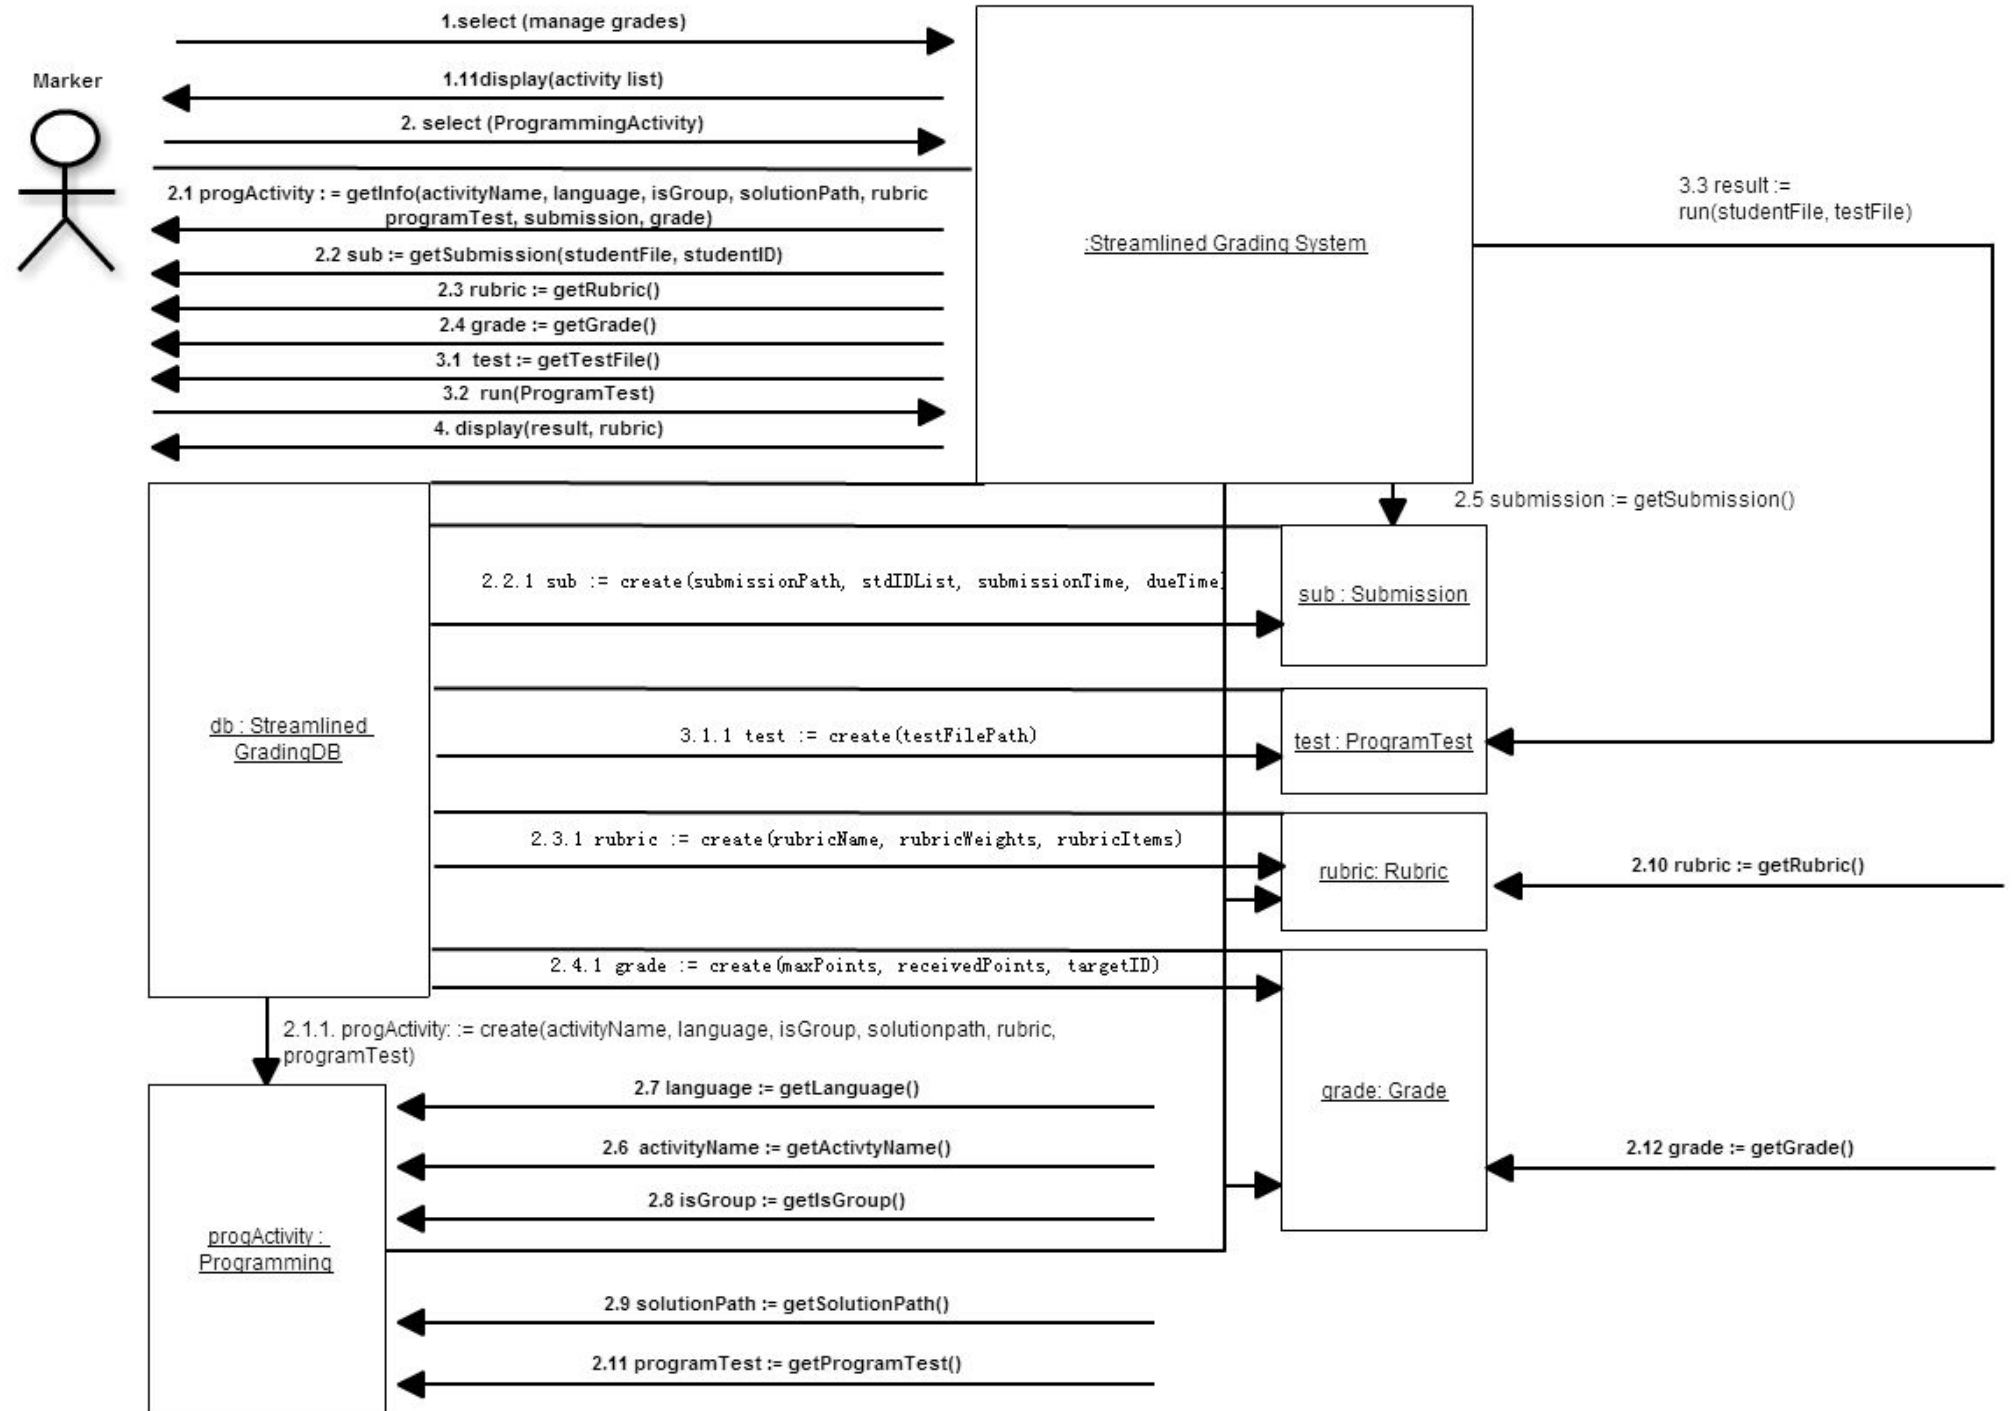 1.select (manage grades)
Marker
1.11display(activity list)
2. select (ProgrammingActivity)
2.1 progActivity : = getInfo(activityName, language, isGroup, solutionPath, rubric
programTest, submission, grade)
2.2 sub := getSubmission(studentFile, studentID)
2.3 rubric := getRubric()
2.4 grade := getGrade()
3.1 test := getTestFile()
3.2 run(ProgramTest)
4. display(result, rubric)
:Streamlined Grading System
3.3 result :=
run(studentFile, testFile)
2.5 submission := getSubmission()
2.2.1 sub := create(submissionPath, stdIDList, submissionTime, dueTime)
sub : Submission
db : Streamlined
GradingDB
3.1.1 test := create(testFilePath)
test : ProgramTest
2.3.1 rubric := create(rubricName, rubricWeights, rubricItems)
rubric: Rubric
2.10 rubric := getRubric()
2.4.1 grade := create(maxPoints, receivedPoints, targetID)
2.1.1. progActivity: := create(activityName, language, isGroup, solutionpath, rubric,
programTest)
2.7 language := getLanguage()
grade: Grade
2.6 activityName := getActivtyName()
2.12 grade := getGrade()
2.8 isGroup := getIsGroup()
progActivity :
Programming
2.9 solutionPath := getSolutionPath()
2.11 programTest := getProgramTest()